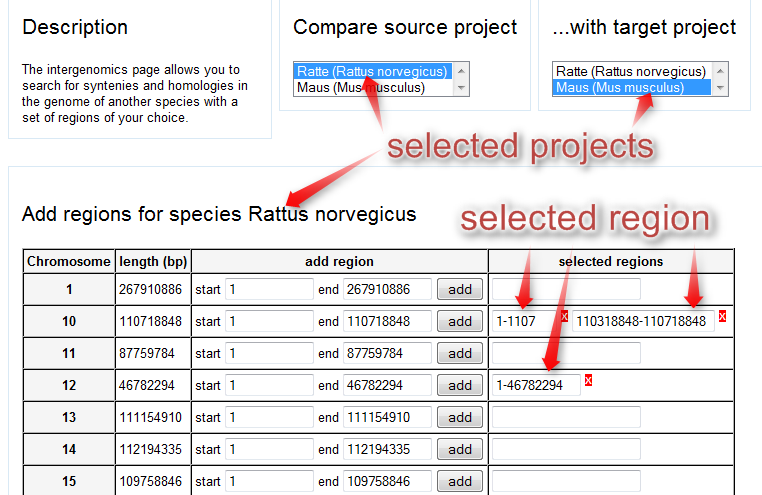 Description
The intergenomics page allows you to
search for syntenies and homologies in
the genome of another species with a
set of regions of your choice.
Compare source project
Ratte (Rattus norvegicus)
Maus (Mus musculus)
...with target project
Ratte (Rattus norvegicus)
Maus (Mus musculus)
selected projects
Add regions for species Rattus norvegicus
selected region
Chromosome length (bp) add region selected regions
1 267910886 start 1 end 267910886 add
10 110718848 start 1 end 110718848 add 1-1107 x 110318848-110718848 x
11 87759784 start 1 end 87759784 add
12 46782294 start 1 end 46782294 add 1-46782294 x
13 111154910 start 1 end 111154910 add
14 112194335 start 1 end 112194335 add
15 109758846 start 1 end 109758846 add